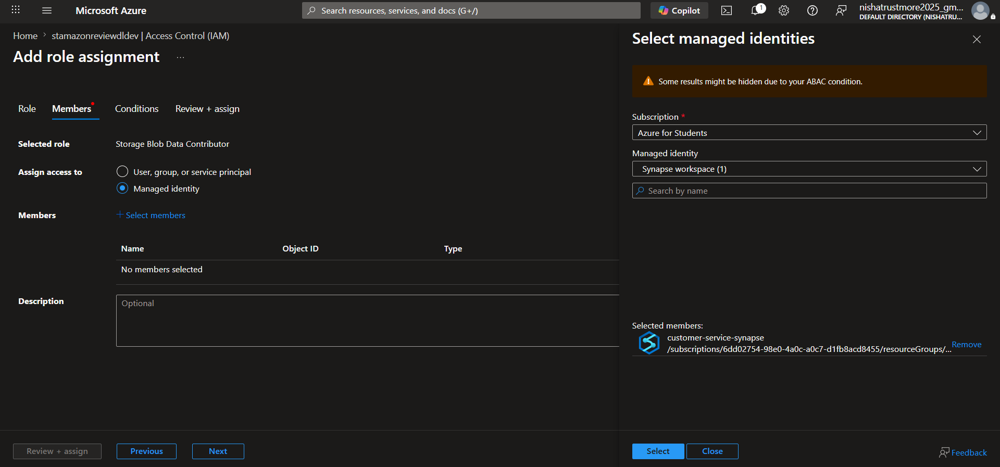 Microsoft Azure
Search resources, services, and docs (G+/)
Copilot
1
nishatrustmore2025_gm...
DEFAULT DIRECTORY (NISHATRU...
Home > stamazonreviewdldev | Access Control (IAM)
Add role assignment ...
Role Members Conditions Review + assign
Selected role Storage Blob Data Contributor
Assign access to User, group, or service principal
Managed identity
Members + Select members
Name Object ID Type
No members selected
Description Optional
Review + assign Previous Next
Select managed identities
Some results might be hidden due to your ABAC condition.
Subscription *
Azure for Students
Managed identity
Synapse workspace (1)
Search by name
Selected members:
customer-service-synapse
/subscriptions/6dd02754-98e0-4a0c-a0c7-d1fb8acd8455/resourceGroups/...
Remove
Select Close
Feedback